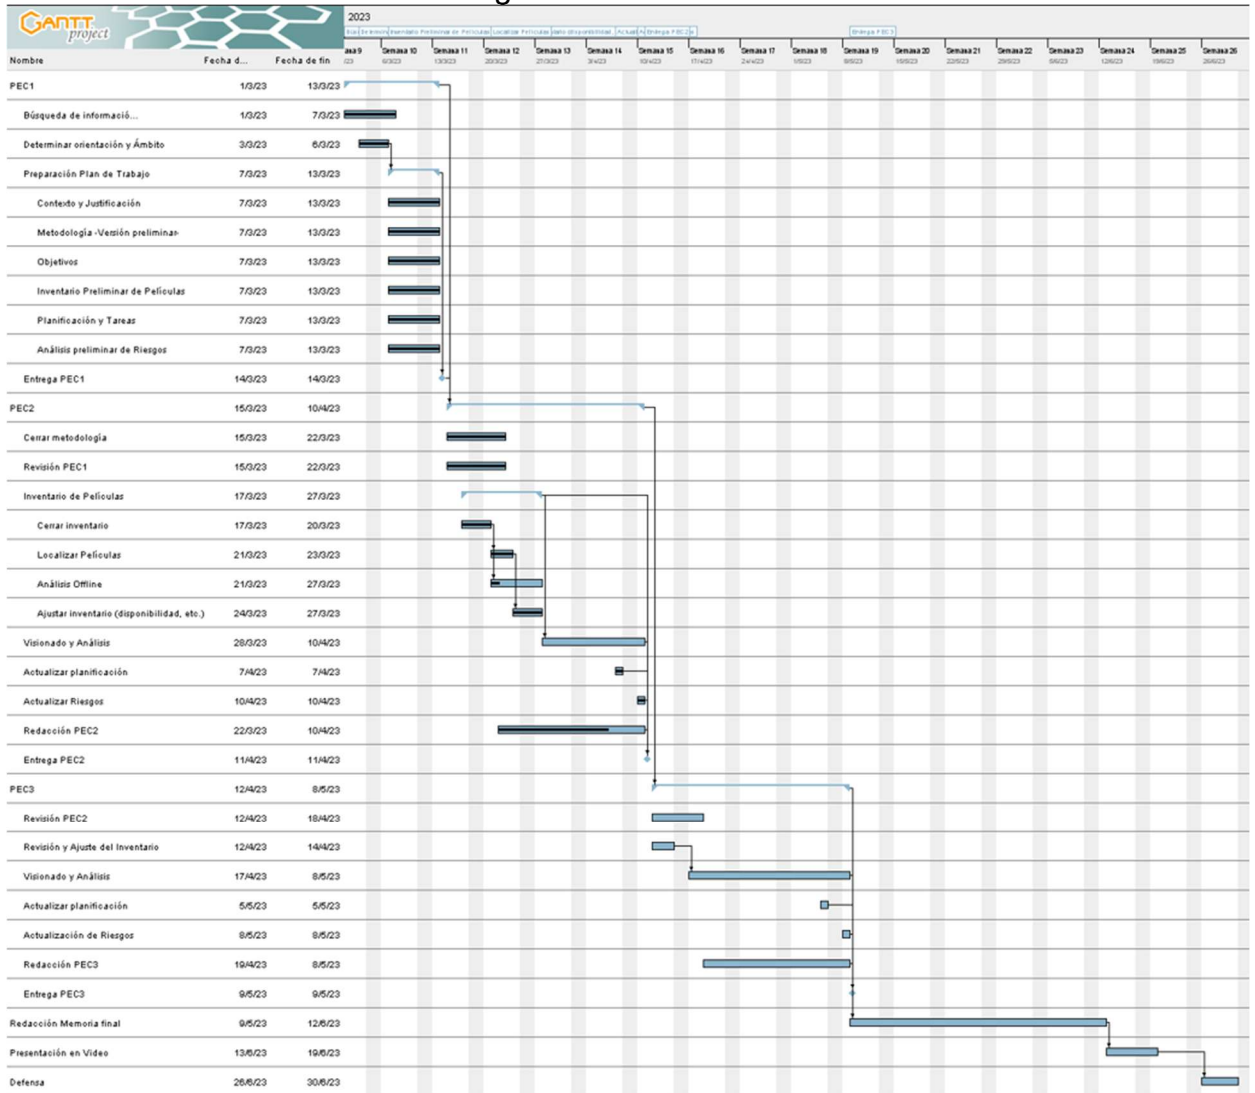 GANTT
project
2023
Nombre Fecha d... Fecha de fin
Semana 10 Semana 11 Semana 12 Semana 13 Semana 14 Semana 15 Semana 16 Semana 17 Semana 18 Semana 19 Semana 20 Semana 21 Semana 22 Semana 23 Semana 24 Semana 25 Semana 26
PEC1 1/3/23 13/3/23
Búsqueda de informació... 1/3/23 7/3/23
Determinar orientación y Ámbito 3/3/23 6/3/23
Preparación Plan de Trabajo 7/3/23 13/3/23
Contexto y Justificación 7/3/23 13/3/23
Metodología -Versión preliminar- 7/3/23 13/3/23
Objetivos 7/3/23 13/3/23
Inventario Preliminar de Películas 7/3/23 13/3/23
Planificación y Tareas 7/3/23 13/3/23
Análisis preliminar de Riesgos 7/3/23 13/3/23
Entrega PEC1 14/3/23 14/3/23
PEC2 15/3/23 10/4/23
Cerrar metodología 15/3/23 22/3/23
Revisión PEC1 15/3/23 22/3/23
Inventario de Películas 17/3/23 27/3/23
Cerrar inventario 17/3/23 20/3/23
Localizar Películas 21/3/23 23/3/23
Análisis Offline 21/3/23 27/3/23
Ajustar inventario (disponibilidad, etc.) 24/3/23 27/3/23
Visionado y Análisis 28/3/23 10/4/23
Actualizar planificación 7/4/23 7/4/23
Actualizar Riesgos 10/4/23 10/4/23
Redacción PEC2 22/3/23 10/4/23
Entrega PEC2 11/4/23 11/4/23
PEC3 12/4/23 8/5/23
Revisión PEC2 12/4/23 18/4/23
Revisión y Ajuste del Inventario 12/4/23 14/4/23
Visionado y Análisis 17/4/23 8/5/23
Actualizar planificación 5/5/23 5/5/23
Actualización de Riesgos 8/5/23 8/5/23
Redacción PEC3 19/4/23 8/5/23
Entrega PEC3 9/5/23 9/5/23
Redacción Memoria final 9/5/23 12/6/23
Presentación en Video 13/6/23 19/6/23
Defensa 26/6/23 30/6/23